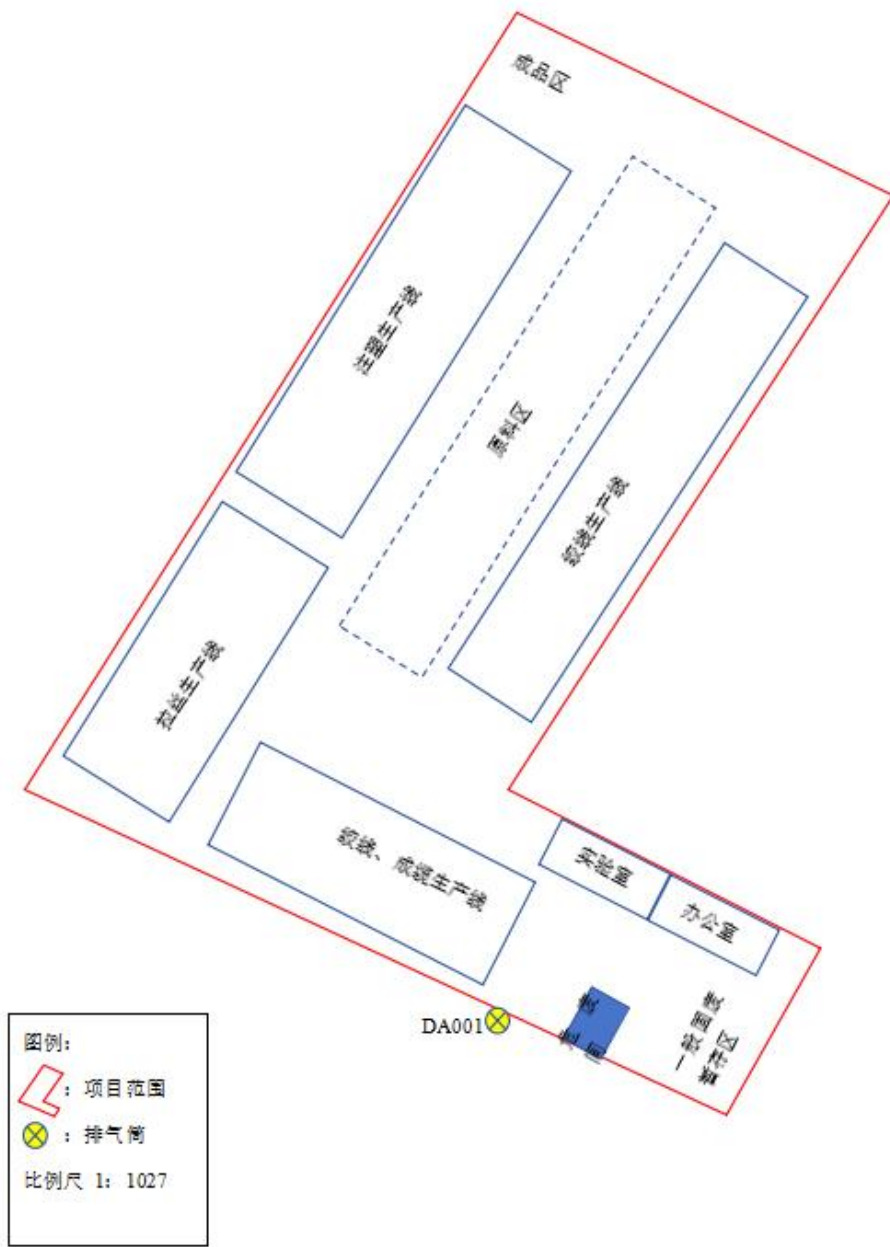 成品区
注塑生产线
原料区
绞线生产线
拉丝生产线
绞线、成缆生产线
实验室
办公室
一般固废
暂存区
DA001
图例：
：项目范围
：排气筒
比例尺 1：1027